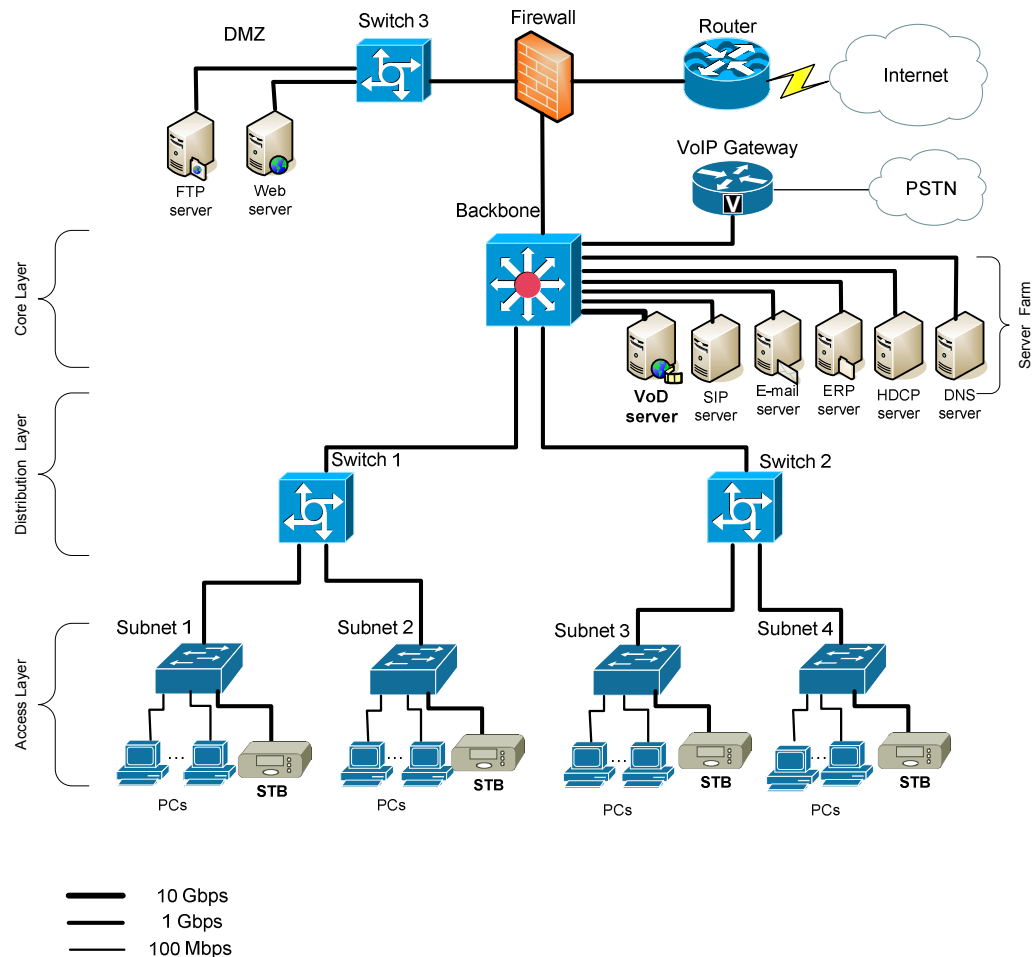 Switch 3
Firewall
Router
DMZ
Internet
FTP
server
Web
server
VoIP Gateway
V
PSTN
Backbone
Core Layer
Server Farm
VoD
server
SIP
server
E-mail
server
ERP
server
HDCP
server
DNS
server
Distribution Layer
Switch 1
Switch 2
Access Layer
Subnet 1
Subnet 2
Subnet 3
Subnet 4
...
...
...
...
PCs
STB
PCs
STB
PCs
STB
PCs
STB
10 Gbps
1 Gbps
100 Mbps